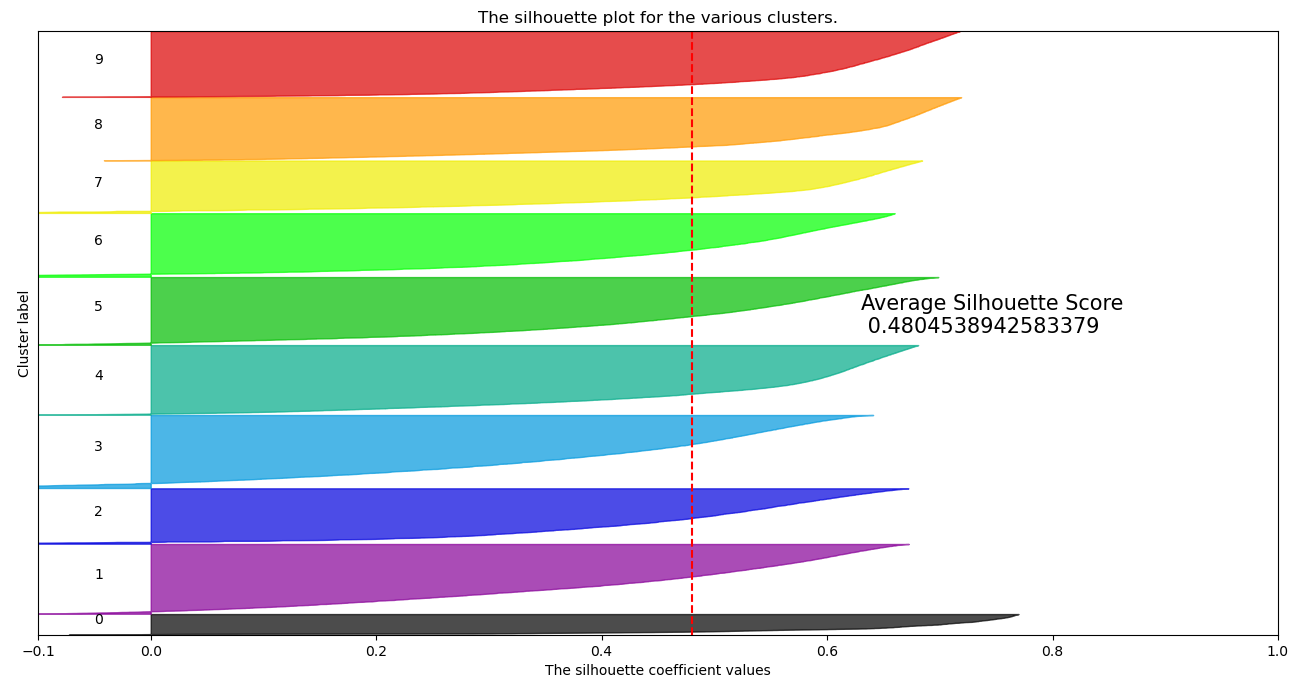 The silhouette plot for the various clusters.
9
8
7
6
5
4
3
2
1
0
Cluster label
Average Silhouette Score
0.4804538942583379
−0.1 0.0 0.2 0.4 0.6 0.8 1.0
The silhouette coefficient values